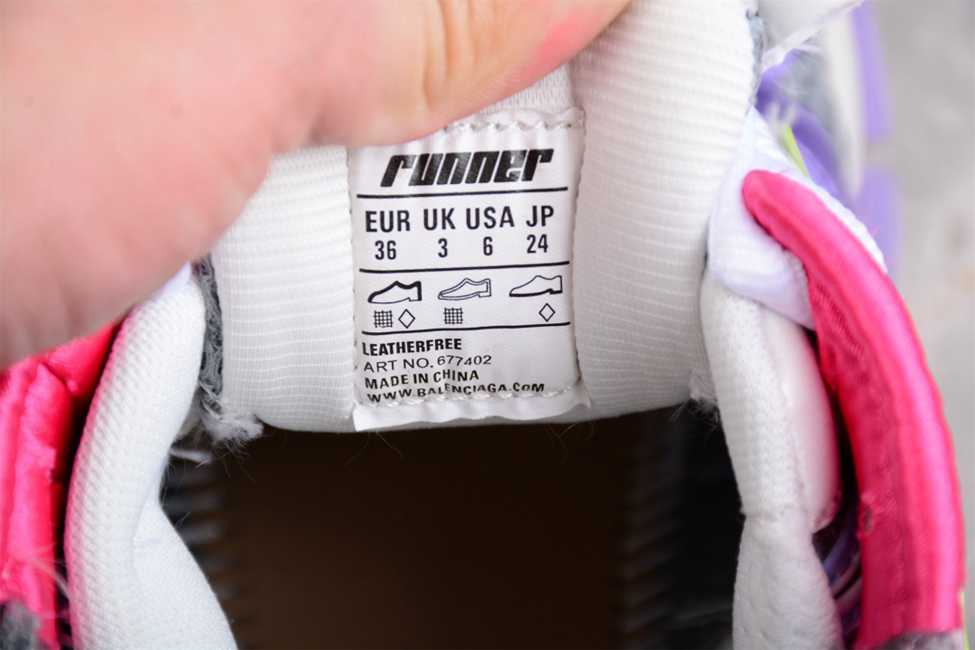 runner
EUR UK USA JP
36 3 6 24
LEATHERFREE
ART NO. 677402
MADE IN CHINA
WWW.BALENCIAGA.COM